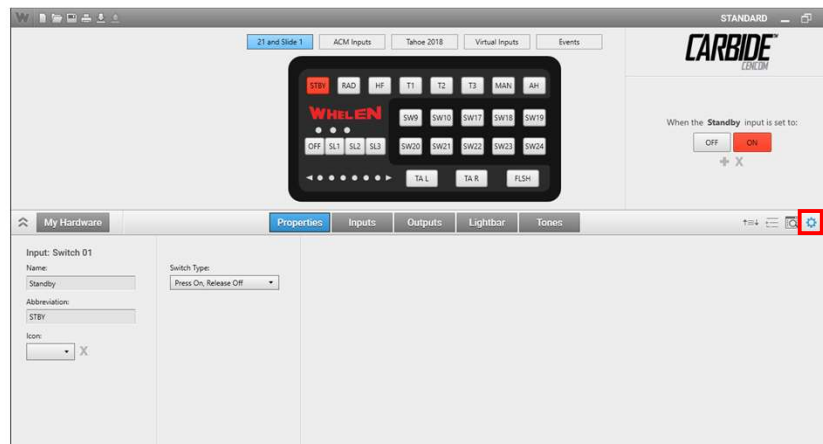 W STANDARD
21 and Slide 1 ACM Inputs Tahoe 2018 Virtual Inputs Events
CARBIDE™
CENCOM
STBY RAD HF T1 T2 T3 MAN AH
WHELEN
SW9 SW10 SW17 SW18 SW19
OFF SL1 SL2 SL3 SW20 SW21 SW22 SW23 SW24
TA L TA R FLSH
When the Standby input is set to:
OFF ON
+ X
My Hardware Properties Inputs Outputs Lightbar Tones
Input: Switch 01
Name:
Standby
Abbreviation:
STBY
Icon:
X
Switch Type:
Press On, Release Off